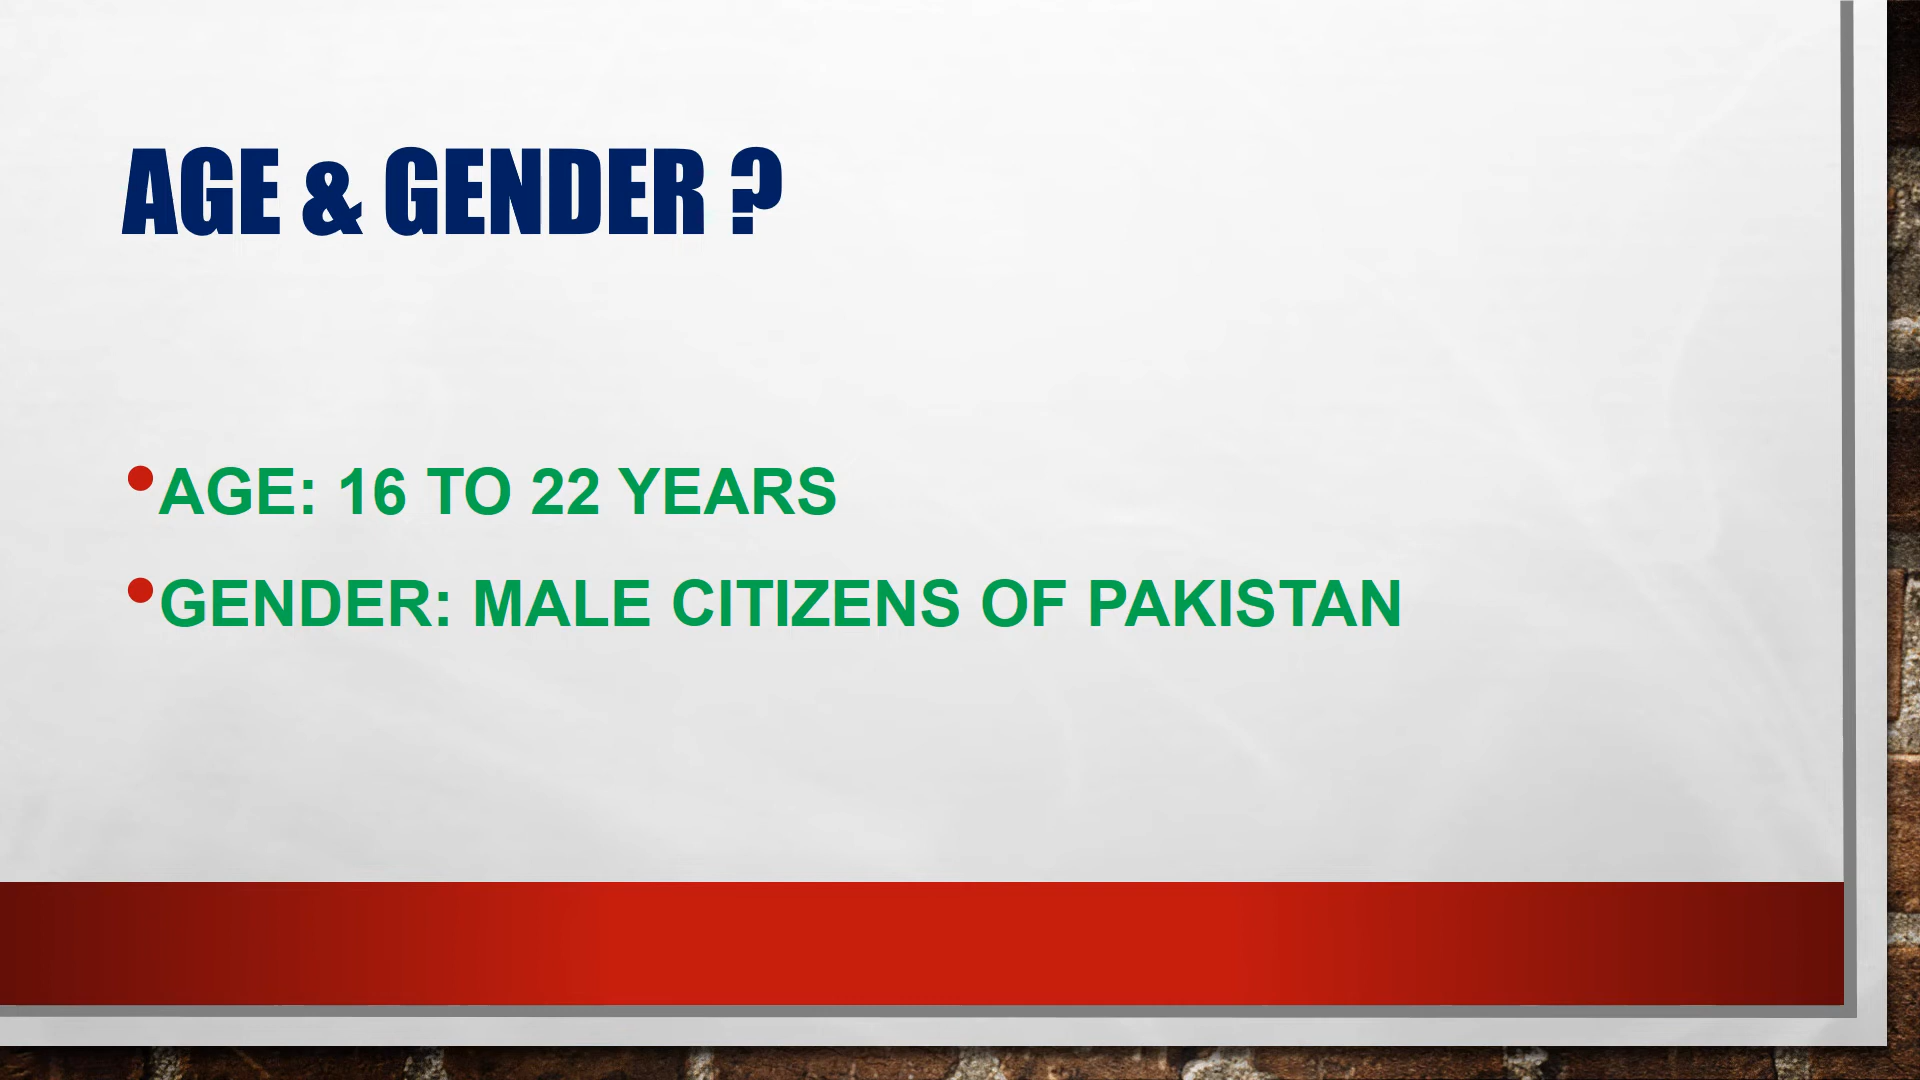 AGE & GENDER ?
•AGE: 16 TO 22 YEARS
•GENDER: MALE CITIZENS OF PAKISTAN